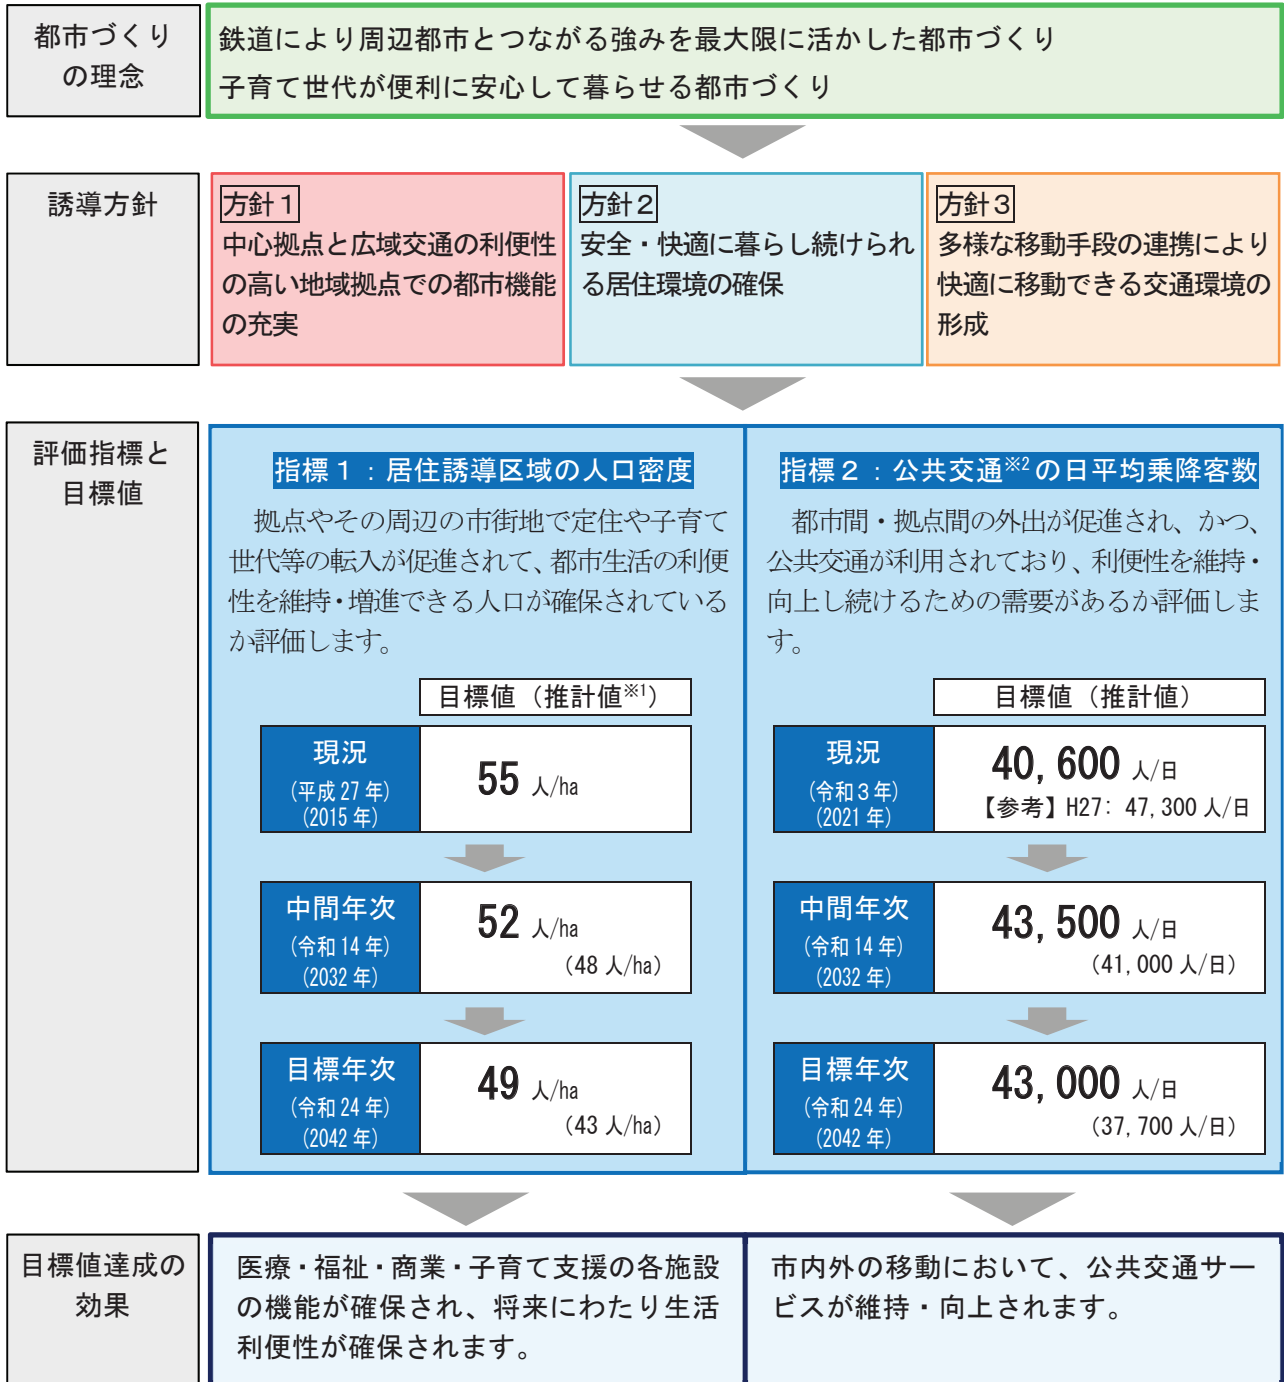 都市づくり
の理念
鉄道により周辺都市とつながる強みを最大限に活かした都市づくり
子育て世代が便利に安心して暮らせる都市づくり
誘導方針
方針1
中心拠点と広域交通の利便性
の高い地域拠点での都市機能
の充実
方針2
安全・快適に暮らし続けられ
る居住環境の確保
方針3
多様な移動手段の連携により
快適に移動できる交通環境の
形成
評価指標と
目標値
指標1：居住誘導区域の人口密度
拠点やその周辺の市街地で定住や子育て
世代等の転入が促進されて、都市生活の利便
性を維持・増進できる人口が確保されている
か評価します。
目標値（推計値※1）
現況
（平成27年）
（2015年）
55 人/ha
中間年次
（令和14年）
（2032年）
52 人/ha
（48 人/ha）
目標年次
（令和24年）
（2042年）
49 人/ha
（43 人/ha）
指標2：公共交通※2の日平均乗降客数
都市間・拠点間の外出が促進され、かつ、
公共交通が利用されており、利便性を維持・
向上し続けるための需要があるか評価しま
す。
目標値（推計値）
現況
（令和3年）
（2021年）
40,600 人/日
【参考】H27: 47,300 人/日
中間年次
（令和14年）
（2032年）
43,500 人/日
（41,000 人/日）
目標年次
（令和24年）
（2042年）
43,000 人/日
（37,700 人/日）
目標値達成の
効果
医療・福祉・商業・子育て支援の各施設
の機能が確保され、将来にわたり生活
利便性が確保されます。
市内外の移動において、公共交通サー
ビスが維持・向上されます。